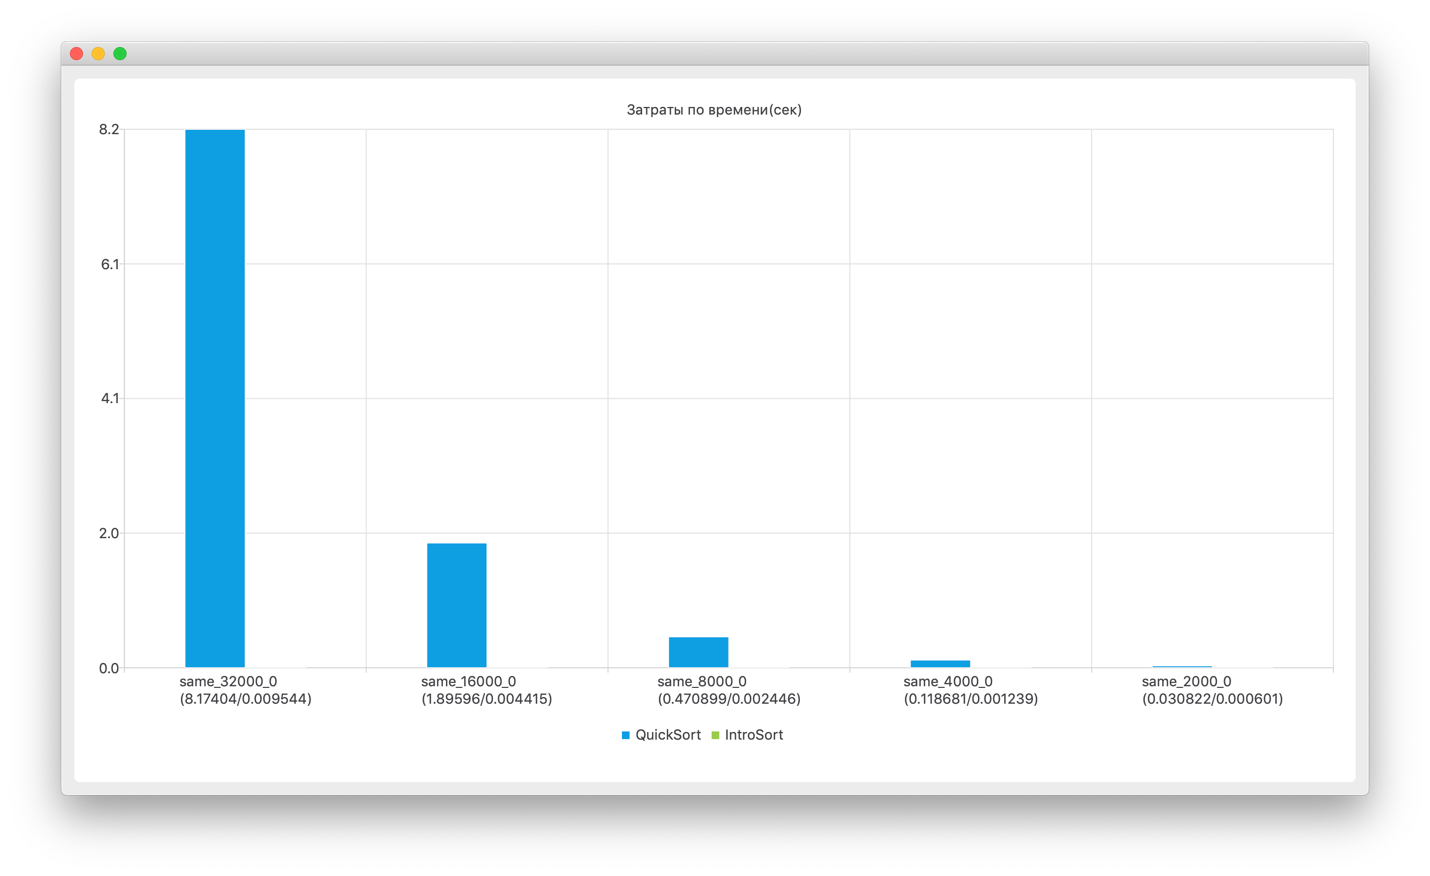 Затраты по времени(сек)
8.2
6.1
4.1
2.0
0.0
same_32000_0
(8.17404/0.009544)
same_16000_0
(1.89596/0.004415)
same_8000_0
(0.470899/0.002446)
same_4000_0
(0.118681/0.001239)
same_2000_0
(0.030822/0.000601)
QuickSort
IntroSort